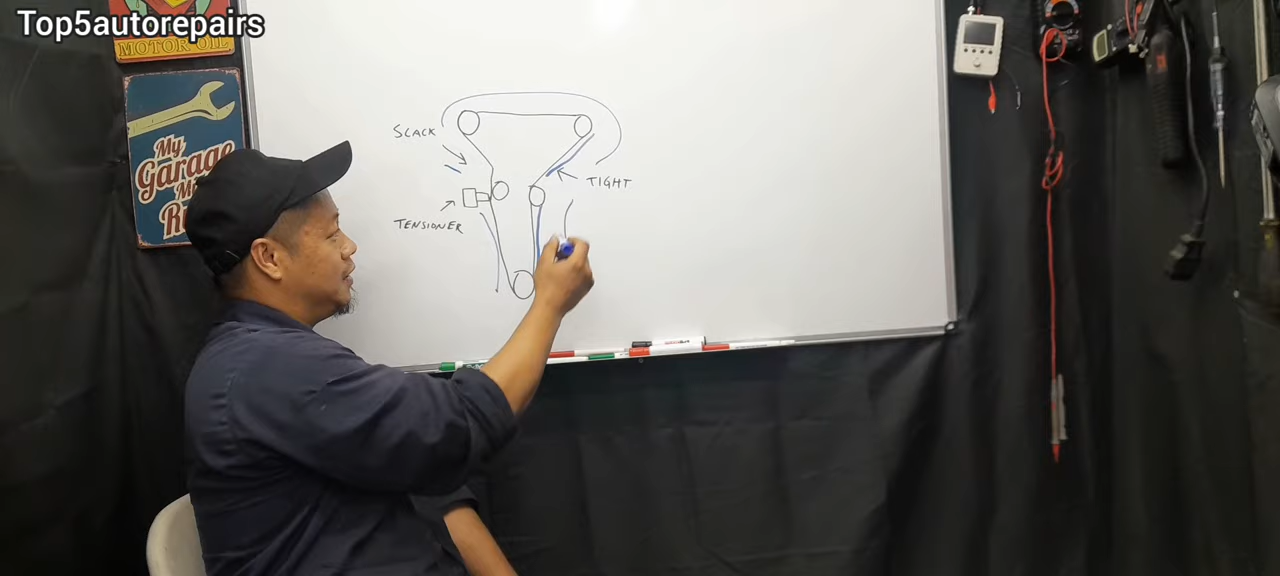 Top5autorepairs
MOTOR OIL
My
Garage
SLACK
TIGHT
TENSIONER